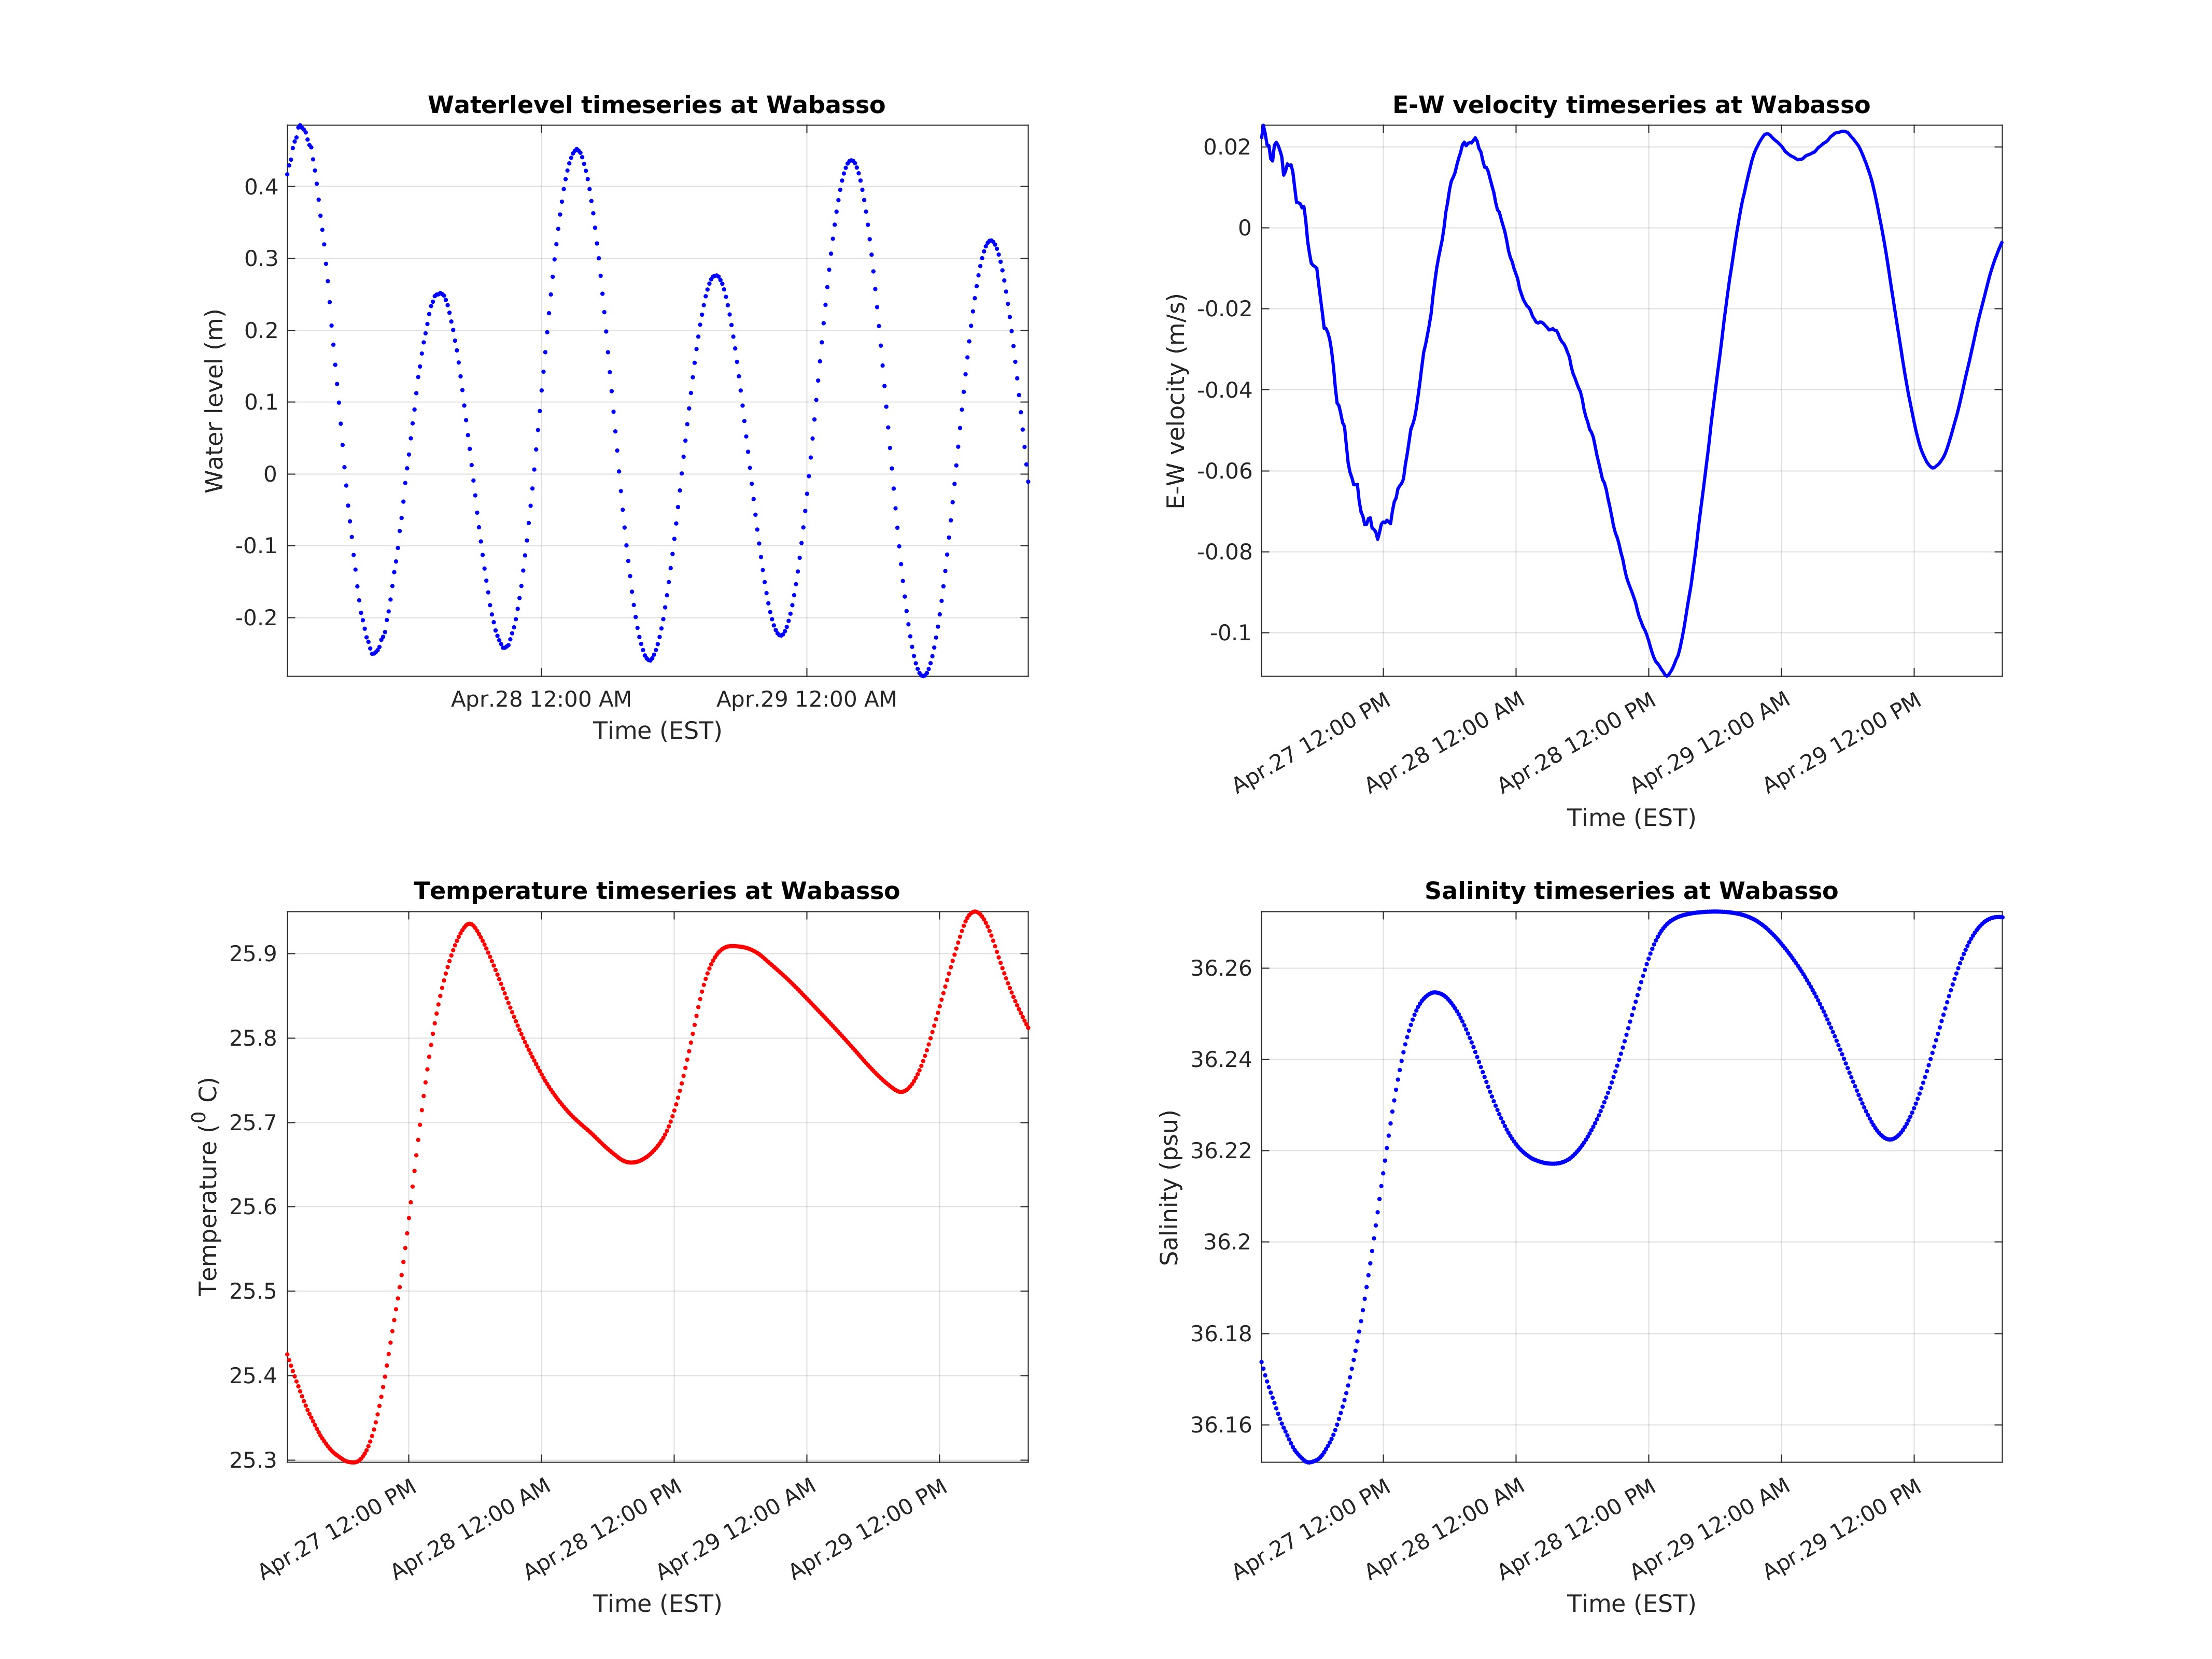 Waterlevel timeseries at Wabasso
0.4
0.3
0.2
0.1
0
-0.1
-0.2
Water level (m)
Apr.28 12:00 AM
Apr.29 12:00 AM
Time (EST)
E-W velocity timeseries at Wabasso
0.02
0
-0.02
-0.04
-0.06
-0.08
-0.1
E-W velocity (m/s)
Apr.27 12:00 PM
Apr.28 12:00 AM
Apr.28 12:00 PM
Apr.29 12:00 AM
Apr.29 12:00 PM
Time (EST)
Temperature timeseries at Wabasso
25.9
25.8
25.7
25.6
25.5
25.4
25.3
Temperature (⁰ C)
Apr.27 12:00 PM
Apr.28 12:00 AM
Apr.28 12:00 PM
Apr.29 12:00 AM
Apr.29 12:00 PM
Time (EST)
Salinity timeseries at Wabasso
36.26
36.24
36.22
36.2
36.18
36.16
Salinity (psu)
Apr.27 12:00 PM
Apr.28 12:00 AM
Apr.28 12:00 PM
Apr.29 12:00 AM
Apr.29 12:00 PM
Time (EST)